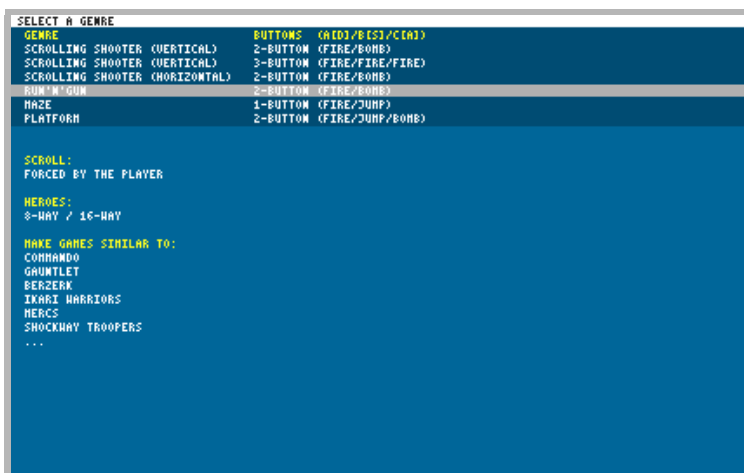 SELECT A GENRE
GENRE BUTTONS (A[D]/B[S]/C[A])
SCROLLING SHOOTER (VERTICAL) 2-BUTTON (FIRE/BOMB)
SCROLLING SHOOTER (VERTICAL) 3-BUTTON (FIRE/FIRE/FIRE)
SCROLLING SHOOTER (HORIZONTAL) 2-BUTTON (FIRE/BOMB)
RUN'N'GUN 2-BUTTON (FIRE/BOMB)
MAZE 1-BUTTON (FIRE/JUMP)
PLATFORM 2-BUTTON (FIRE/JUMP/BOMB)
SCROLL:
FORCED BY THE PLAYER
HEROES:
8-WAY / 16-WAY
MAKE GAMES SIMILAR TO:
COMMANDO
GAUNTLET
BERZERK
IKARI WARRIORS
MERCS
SHOCKWAY TROOPERS
...